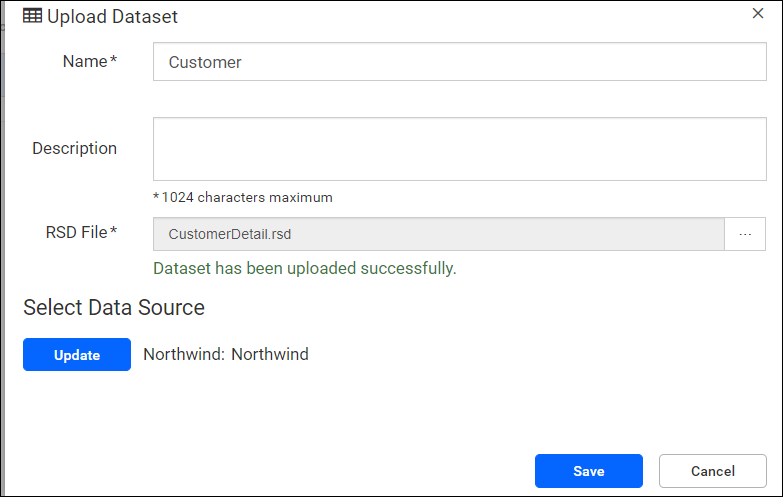 Upload Dataset
Name *
Customer
Description
* 1024 characters maximum
RSD File *
CustomerDetail.rsd
...
Dataset has been uploaded successfully.
Select Data Source
Update
Northwind: Northwind
Save
Cancel